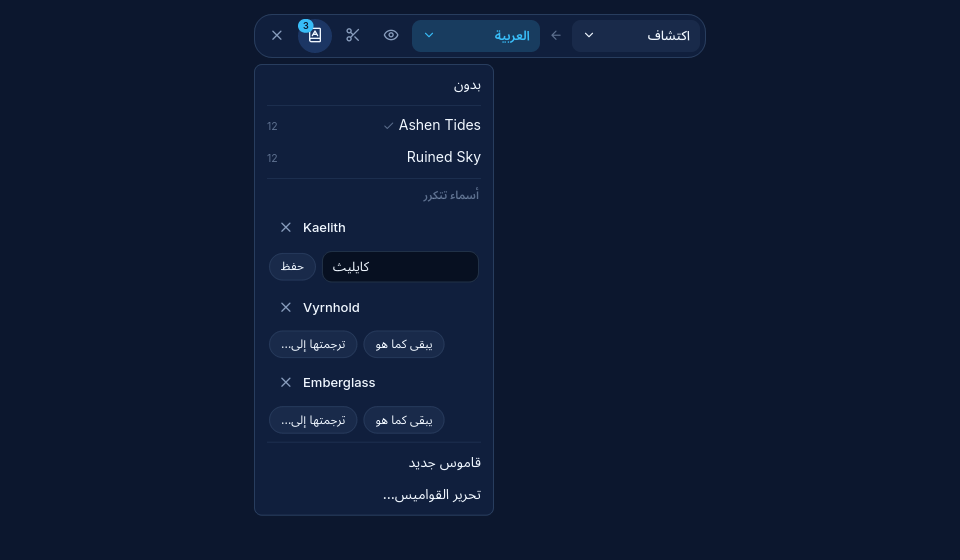 اكتشاف
العربية
3
بدون
Ashen Tides 12
Ruined Sky 12
أسماء تتكرر
Kaelith
كايليث حفظ
Vyrnhold
يبقى كما هو ترجمتها إلى...
Emberglass
يبقى كما هو ترجمتها إلى...
قاموس جديد
تحرير القواميس...